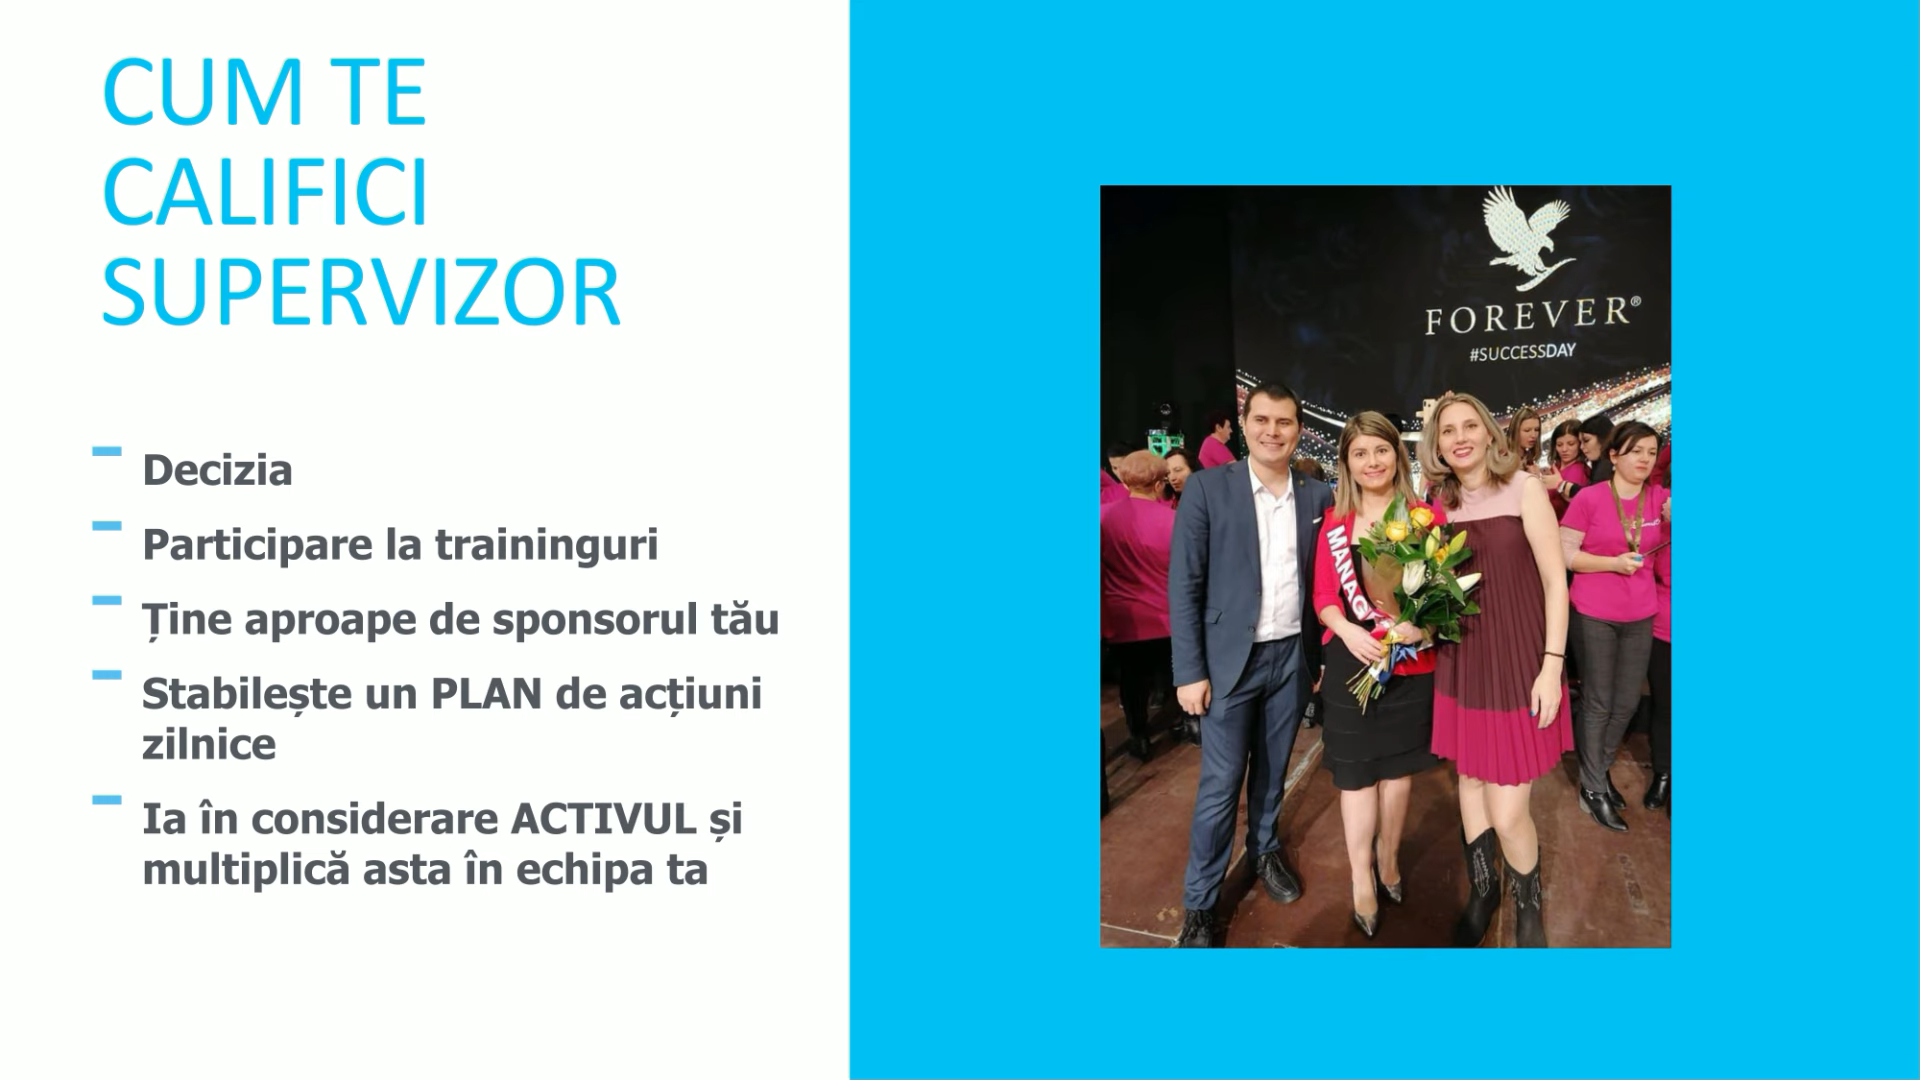 CUM TE
CALIFICI
SUPERVIZOR
Decizia
Participare la traininguri
Ține aproape de sponsorul tău
Stabilește un PLAN de acțiuni
zilnice
Ia în considerare ACTIVUL și
multiplică asta în echipa ta
FOREVER®
#SUCCESSDAY
MANAG